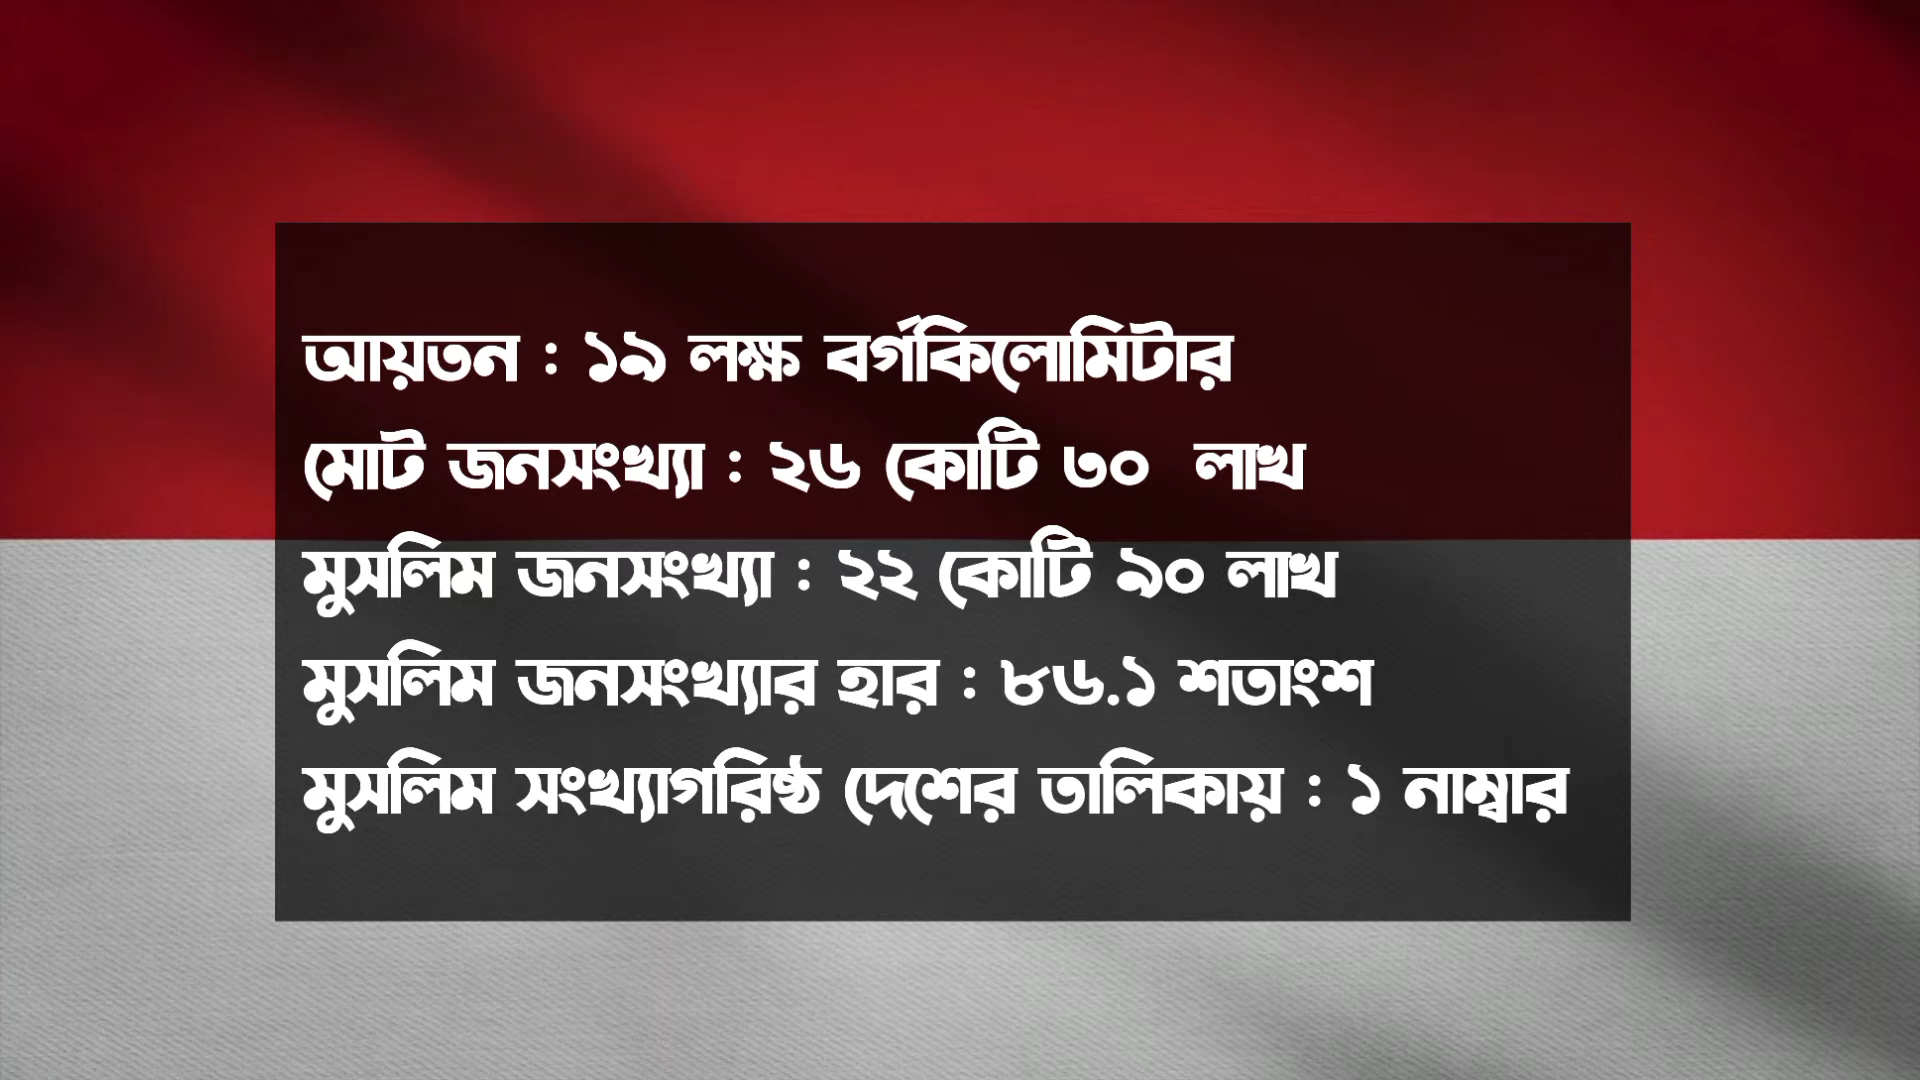 আয়তন : ১৯ লক্ষ বর্গকিলোমিটার
মোট জনসংখ্যা : ২৬ কোটি ৩০ লাখ
মুসলিম জনসংখ্যা : ২২ কোটি ৯০ লাখ
মুসলিম জনসংখ্যার হার : ৮৬.১ শতাংশ
মুসলিম সংখ্যাগরিষ্ঠ দেশের তালিকায় : ১ নাম্বার